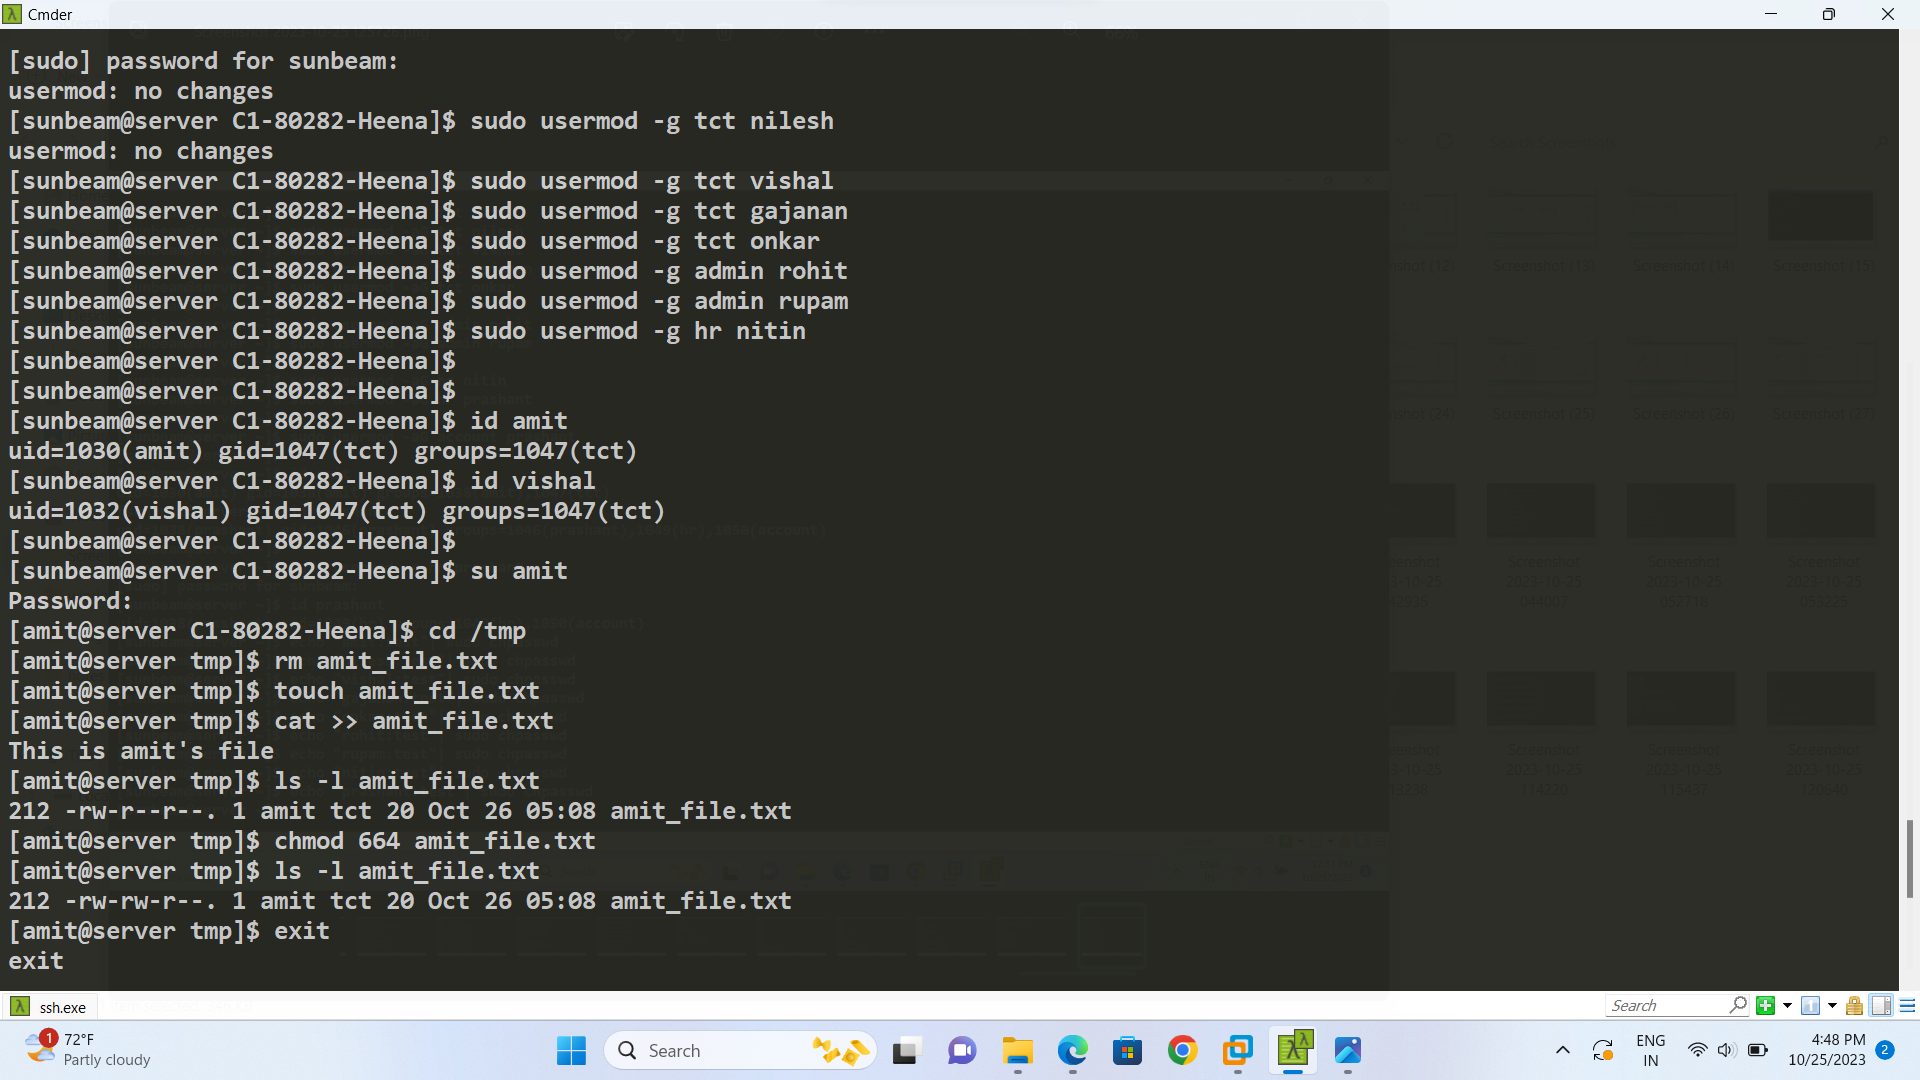 Cmder
[sudo] password for sunbeam:
usermod: no changes
[sunbeam@server C1-80282-Heena]$ sudo usermod -g tct nilesh
usermod: no changes
[sunbeam@server C1-80282-Heena]$ sudo usermod -g tct vishal
[sunbeam@server C1-80282-Heena]$ sudo usermod -g tct gajanan
[sunbeam@server C1-80282-Heena]$ sudo usermod -g tct onkar
[sunbeam@server C1-80282-Heena]$ sudo usermod -g admin rohit
[sunbeam@server C1-80282-Heena]$ sudo usermod -g admin rupam
[sunbeam@server C1-80282-Heena]$ sudo usermod -g hr nitin
[sunbeam@server C1-80282-Heena]$
[sunbeam@server C1-80282-Heena]$
[sunbeam@server C1-80282-Heena]$ id amit
uid=1030(amit) gid=1047(tct) groups=1047(tct)
[sunbeam@server C1-80282-Heena]$ id vishal
uid=1032(vishal) gid=1047(tct) groups=1047(tct)
[sunbeam@server C1-80282-Heena]$
[sunbeam@server C1-80282-Heena]$ su amit
Password:
[amit@server C1-80282-Heena]$ cd /tmp
[amit@server tmp]$ rm amit_file.txt
[amit@server tmp]$ touch amit_file.txt
[amit@server tmp]$ cat >> amit_file.txt
This is amit's file
[amit@server tmp]$ ls -l amit_file.txt
212 -rw-r--r--. 1 amit tct 20 Oct 26 05:08 amit_file.txt
[amit@server tmp]$ chmod 664 amit_file.txt
[amit@server tmp]$ ls -l amit_file.txt
212 -rw-rw-r--. 1 amit tct 20 Oct 26 05:08 amit_file.txt
[amit@server tmp]$ exit
exit
ssh.exe
Search
1
72°F
Partly cloudy
Search
ENG
IN
4:48 PM
10/25/2023
2